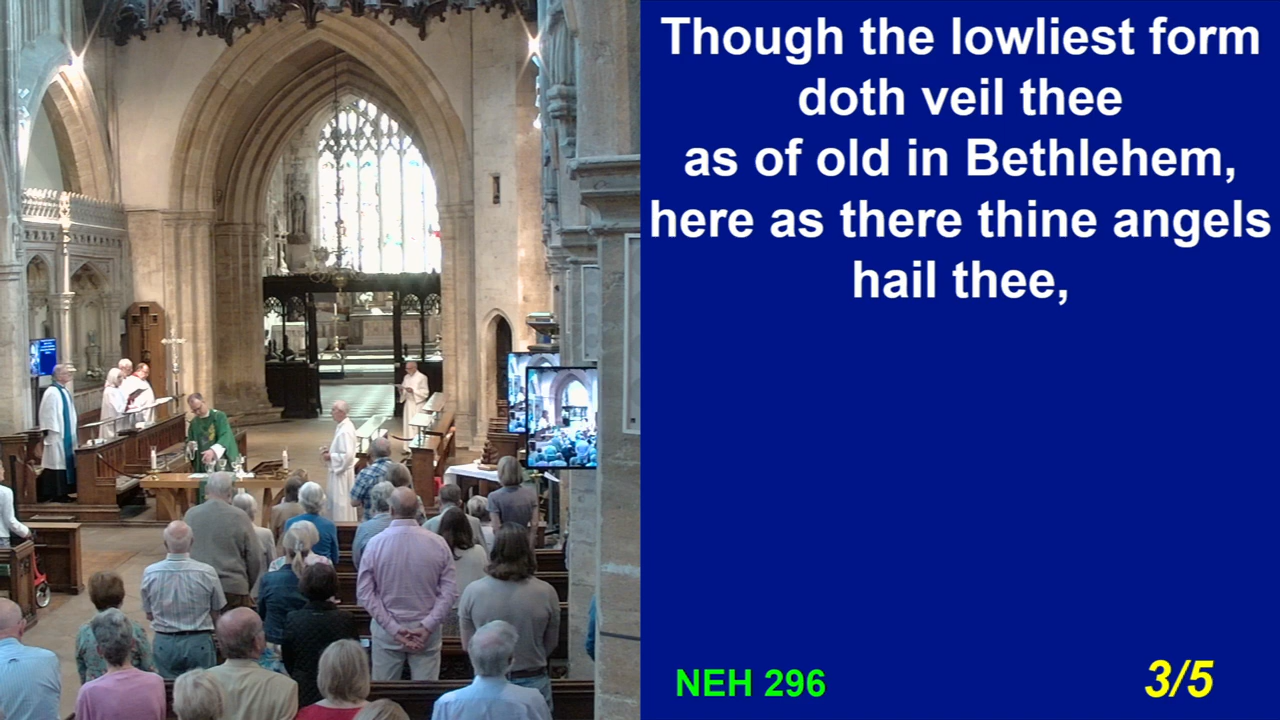 Though the lowliest form
doth veil thee
as of old in Bethlehem,
here as there thine angels
hail thee,
NEH 296
3/5